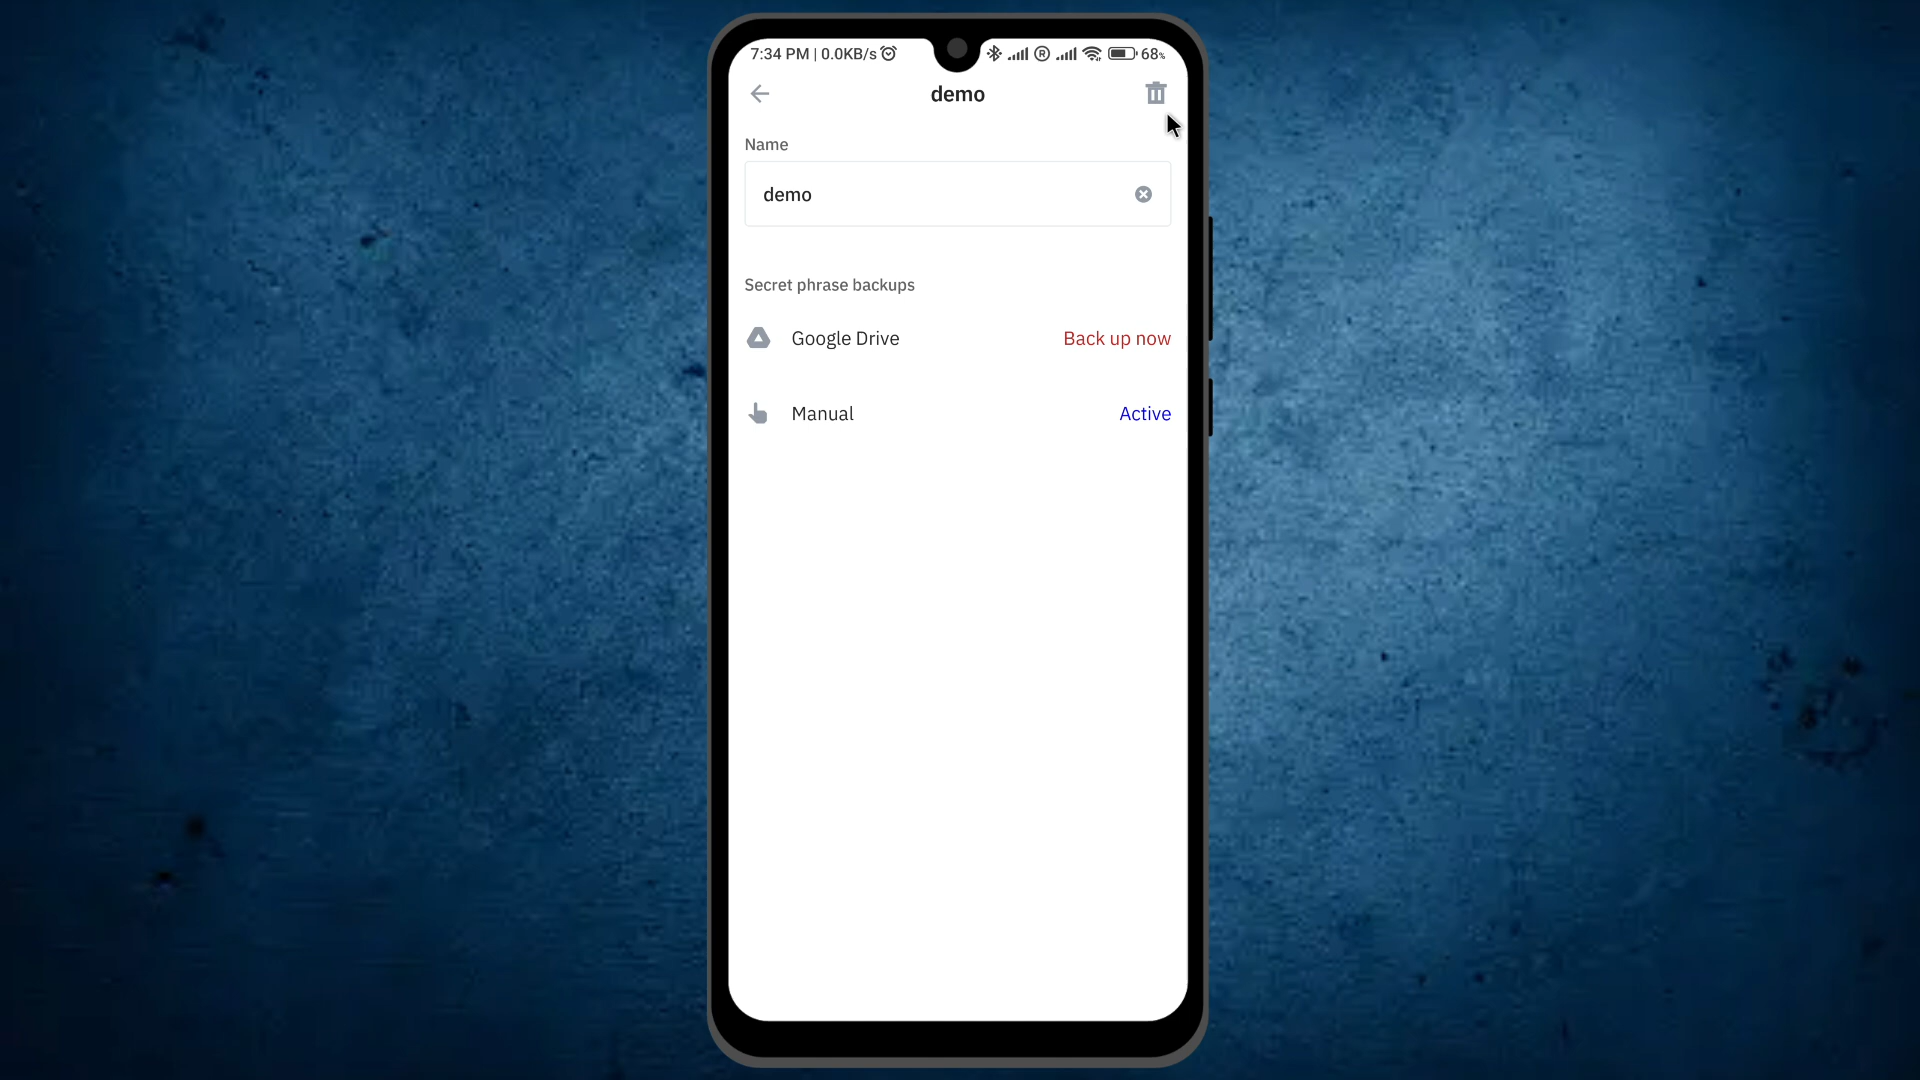 7:34 PM | 0.0KB/s R 68%
demo
Name
demo
Secret phrase backups
Google Drive Back up now
Manual Active